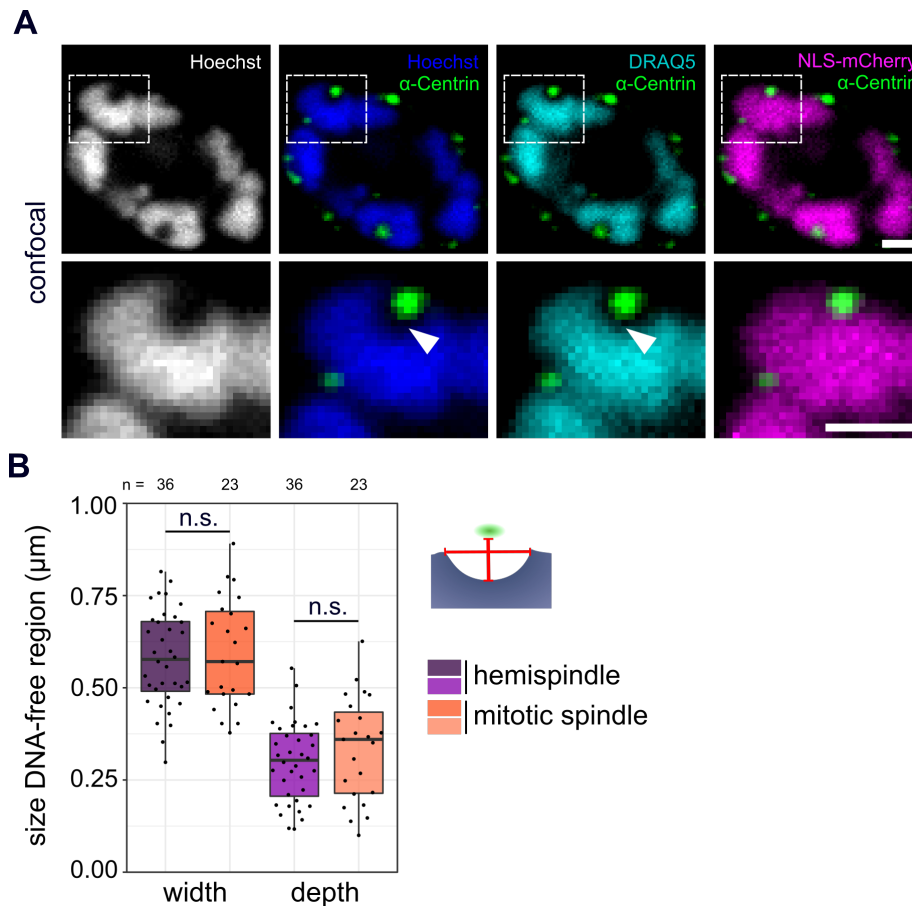 A
Hoechst
Hoechst
α-Centrin
DRAQ5
α-Centrin
NLS-mCherry
α-Centrin
confocal
B
n = 36 23 36 23
1.00
0.75
0.50
0.25
0.00
size DNA-free region (µm)
n.s.
n.s.
width depth
hemispindle
mitotic spindle